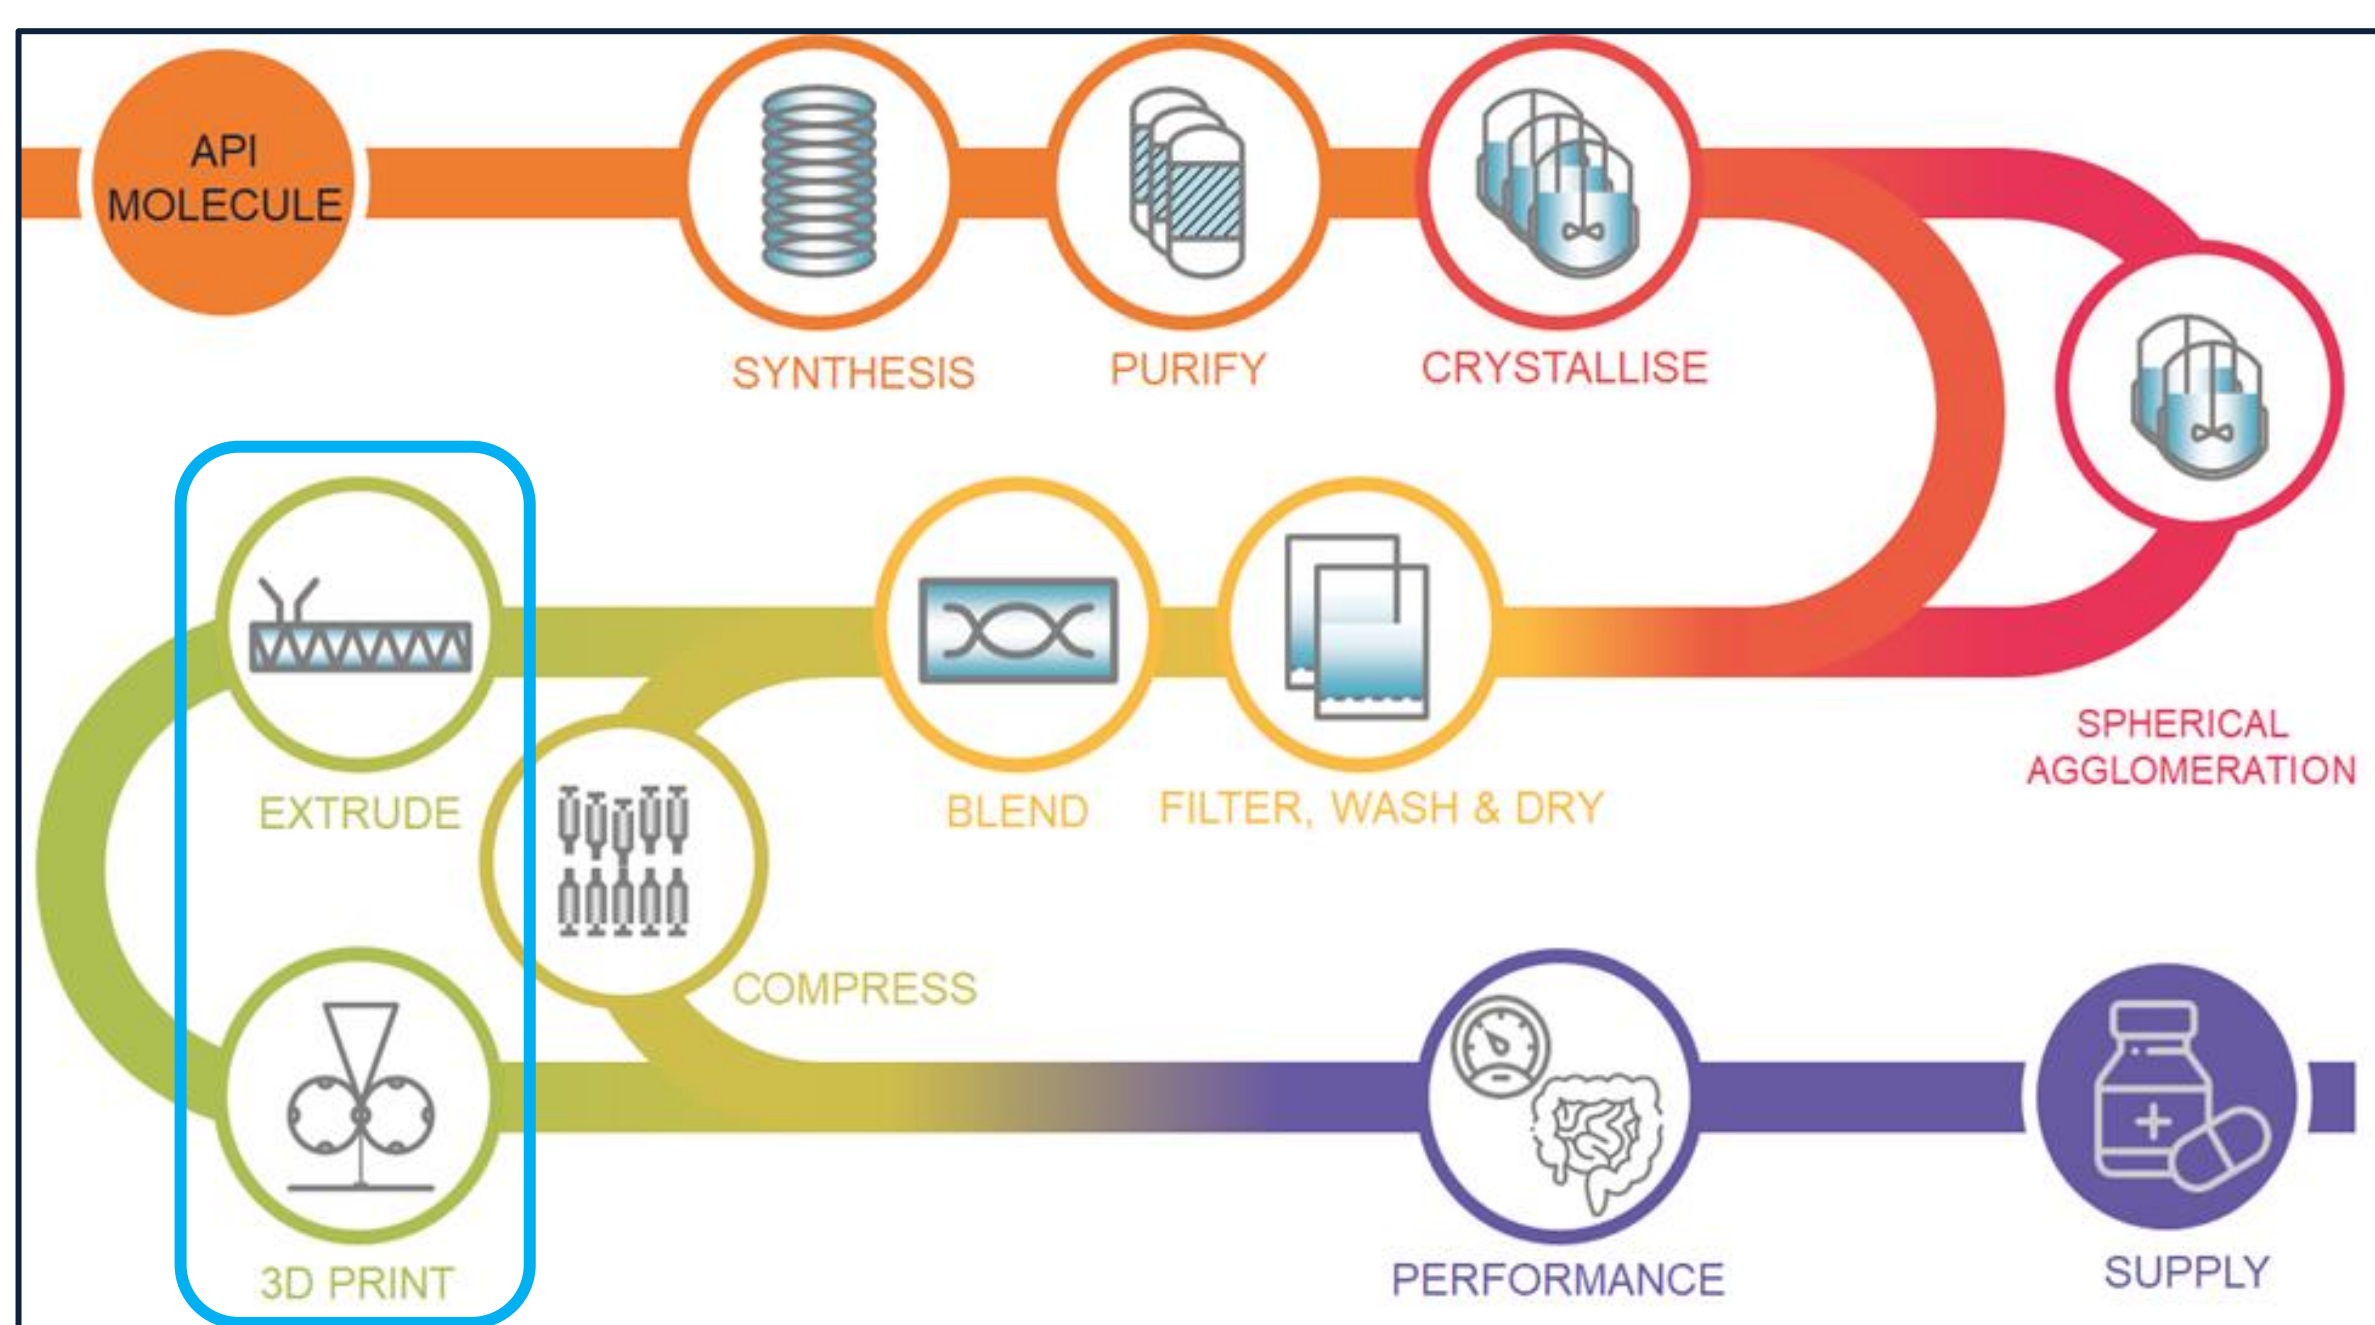 API
MOLECULE
SYNTHESIS
PURIFY
CRYSTALLISE
SPHERICAL
AGGLOMERATION
FILTER, WASH & DRY
BLEND
EXTRUDE
COMPRESS
3D PRINT
PERFORMANCE
SUPPLY